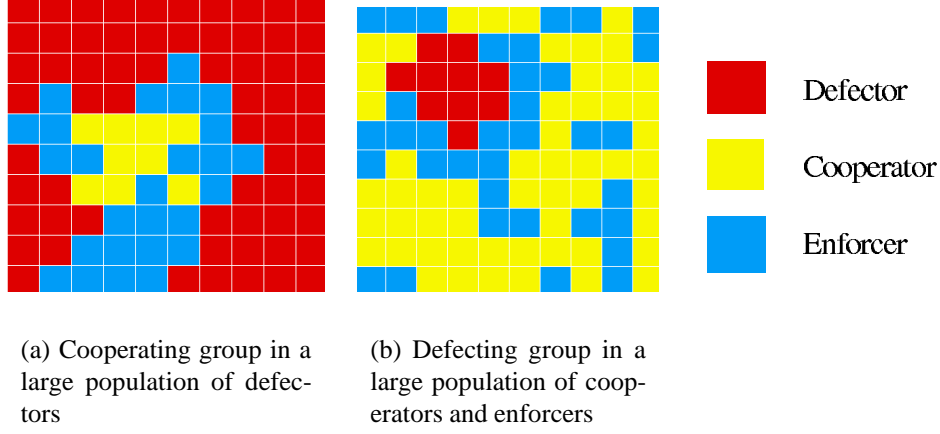 Defector
Cooperator
Enforcer
(a) Cooperating group in a
large population of defec-
tors
(b) Defecting group in a
large population of coop-
erators and enforcers